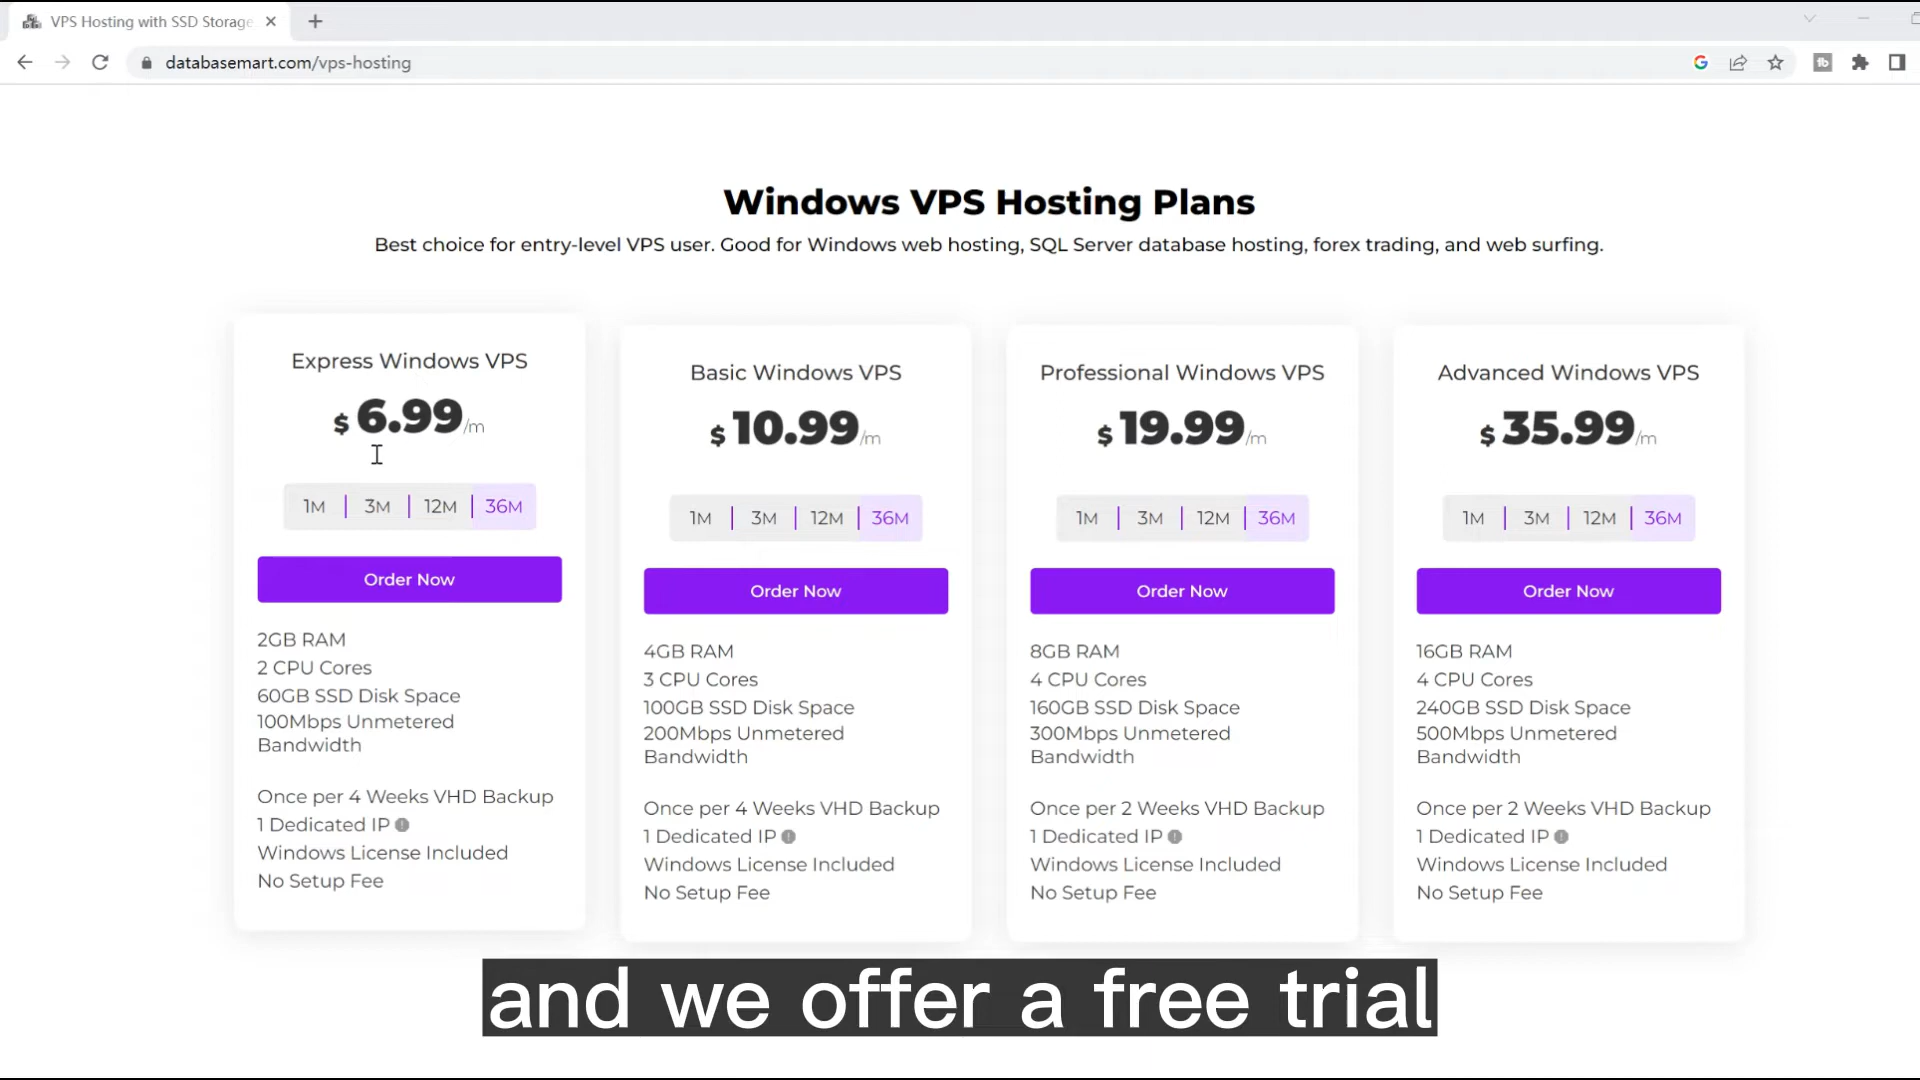 VPS Hosting with SSD Storage
databasemart.com/vps-hosting
Windows VPS Hosting Plans
Best choice for entry-level VPS user. Good for Windows web hosting, SQL Server database hosting, forex trading, and web surfing.
Express Windows VPS
$ 6.99/m
1M | 3M | 12M | 36M
Order Now
2GB RAM
2 CPU Cores
60GB SSD Disk Space
100Mbps Unmetered
Bandwidth
Once per 4 Weeks VHD Backup
1 Dedicated IP
Windows License Included
No Setup Fee
Basic Windows VPS
$ 10.99/m
1M | 3M | 12M | 36M
Order Now
4GB RAM
3 CPU Cores
100GB SSD Disk Space
200Mbps Unmetered
Bandwidth
Once per 4 Weeks VHD Backup
1 Dedicated IP
Windows License Included
No Setup Fee
Professional Windows VPS
$ 19.99/m
1M | 3M | 12M | 36M
Order Now
8GB RAM
4 CPU Cores
160GB SSD Disk Space
300Mbps Unmetered
Bandwidth
Once per 2 Weeks VHD Backup
1 Dedicated IP
Windows License Included
No Setup Fee
Advanced Windows VPS
$ 35.99/m
1M | 3M | 12M | 36M
Order Now
16GB RAM
4 CPU Cores
240GB SSD Disk Space
500Mbps Unmetered
Bandwidth
Once per 2 Weeks VHD Backup
1 Dedicated IP
Windows License Included
No Setup Fee
and we offer a free trial